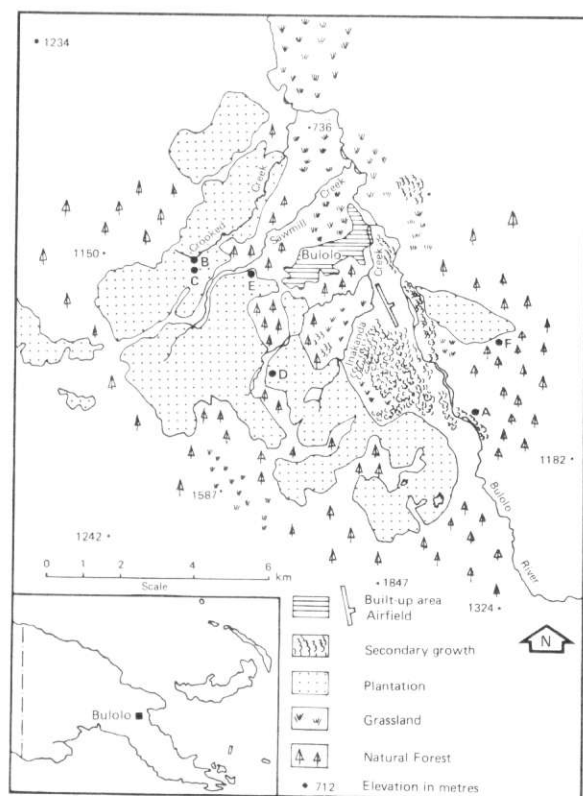 1234
736
Creek
Crooked
Creek
Sawmill
Bulolo
Creek
1150
B
C
E
F
D
A
1182
1587
Bulolo
River
1242
0 2 4 6
km
Scale
1847
1324
Built-up area
Airfield
N
Secondary growth
Plantation
Grassland
Natural Forest
712 Elevation in metres
Bulolo